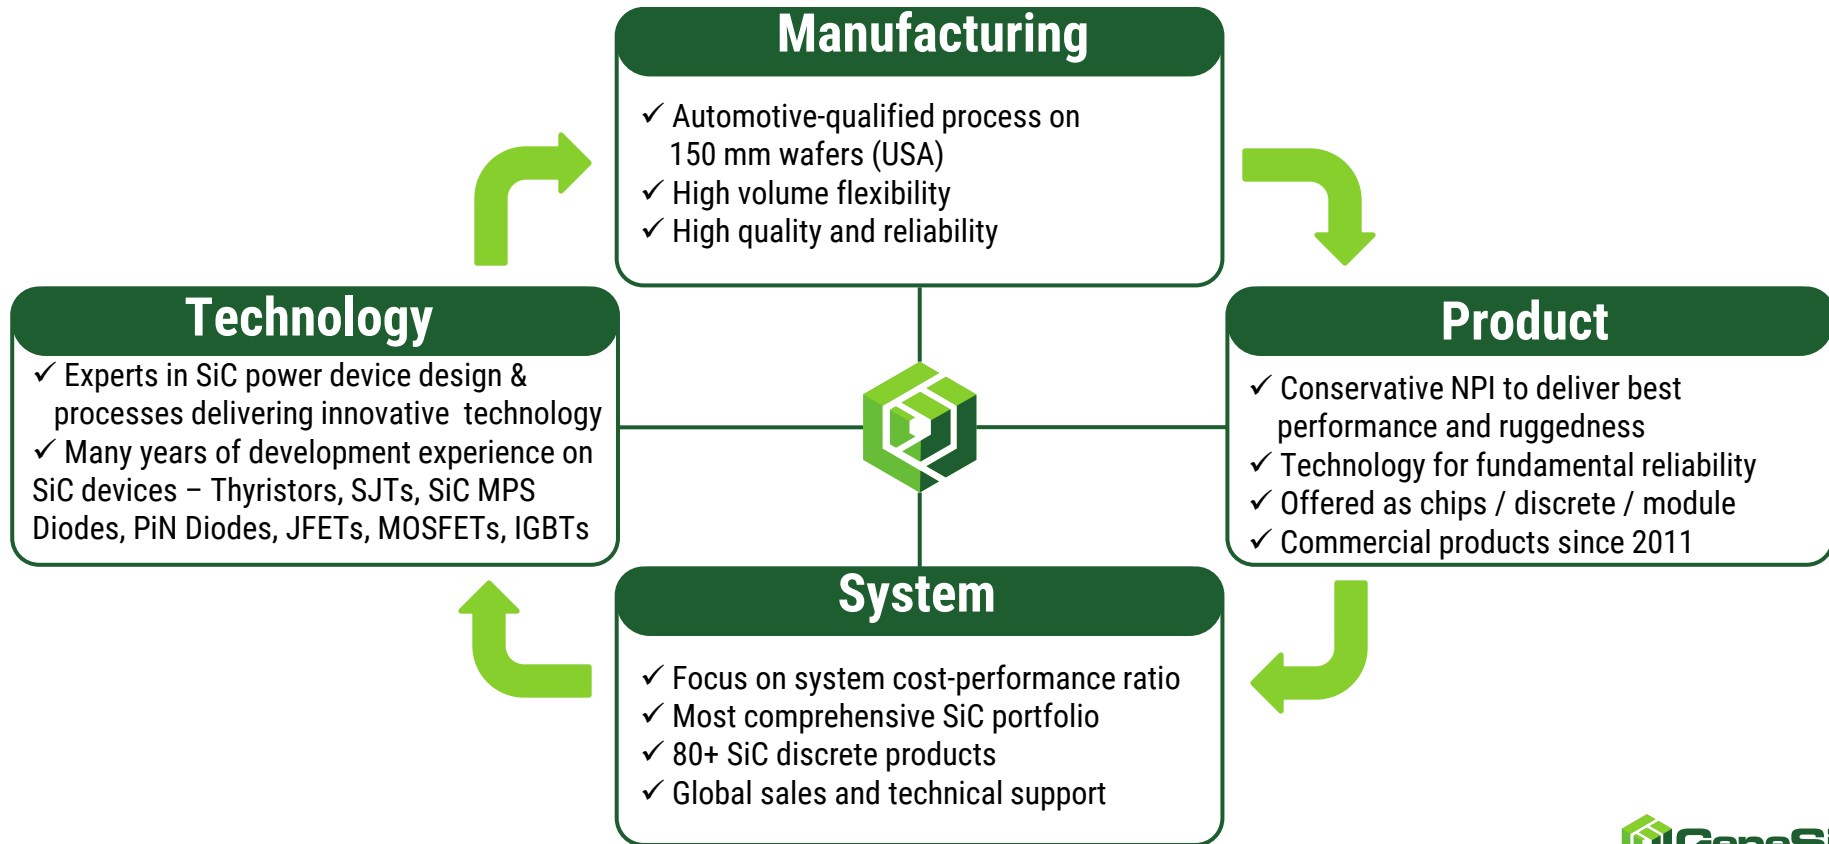 Manufacturing
✓ Automotive-qualified process on
150 mm wafers (USA)
✓ High volume flexibility
✓ High quality and reliability
Technology
✓ Experts in SiC power device design &
processes delivering innovative technology
✓ Many years of development experience on
SiC devices – Thyristors, SJTs, SiC MPS
Diodes, PiN Diodes, JFETs, MOSFETs, IGBTs
Product
✓ Conservative NPI to deliver best
performance and ruggedness
✓ Technology for fundamental reliability
✓ Offered as chips / discrete / module
✓ Commercial products since 2011
System
✓ Focus on system cost-performance ratio
✓ Most comprehensive SiC portfolio
✓ 80+ SiC discrete products
✓ Global sales and technical support